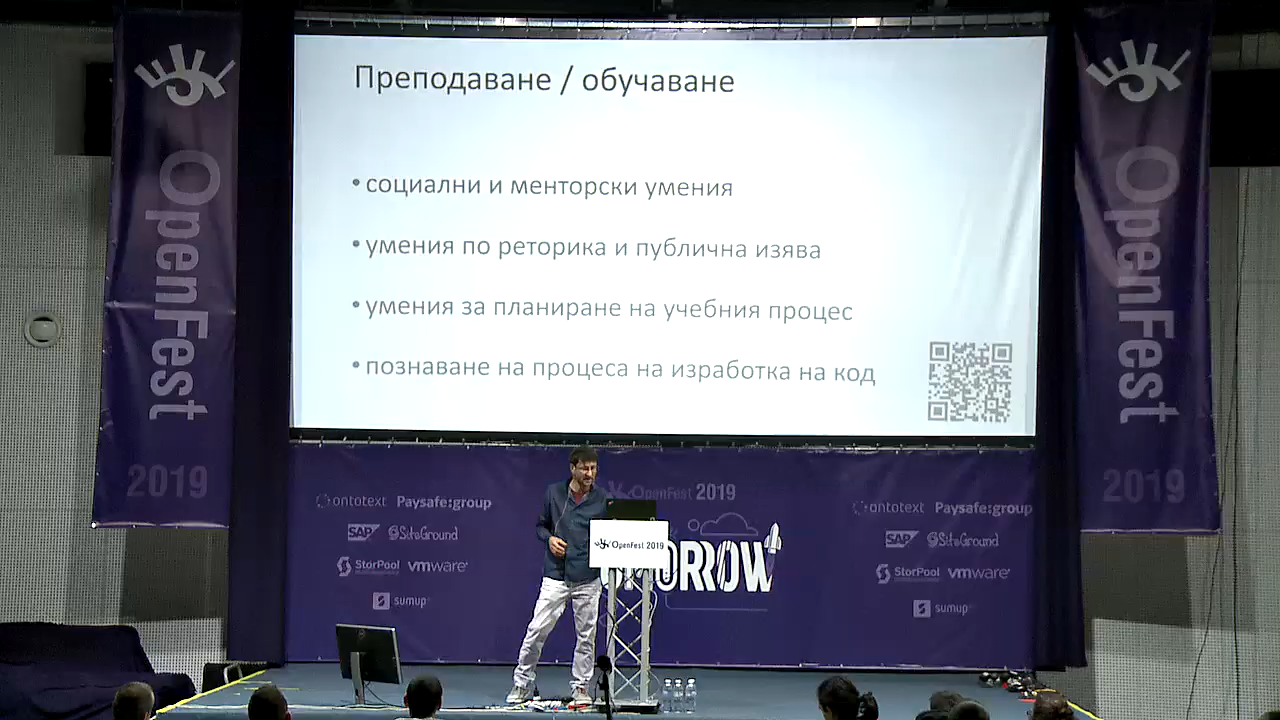 Преподаване / обучаване
• социални и менторски умения
• умения по реторика и публична изява
• умения за планиране на учебния процес
• познаване на процеса на изработка на код
OpenFest
2019
OpenFest
2019
OpenFest 2019
ontotext Paysafe:group
SAP SiteGround
StorPool vmware
sumup
OpenFest 2019
ORROW
ontotext Paysafe:group
SAP SiteGround
StorPool vmware
sumup